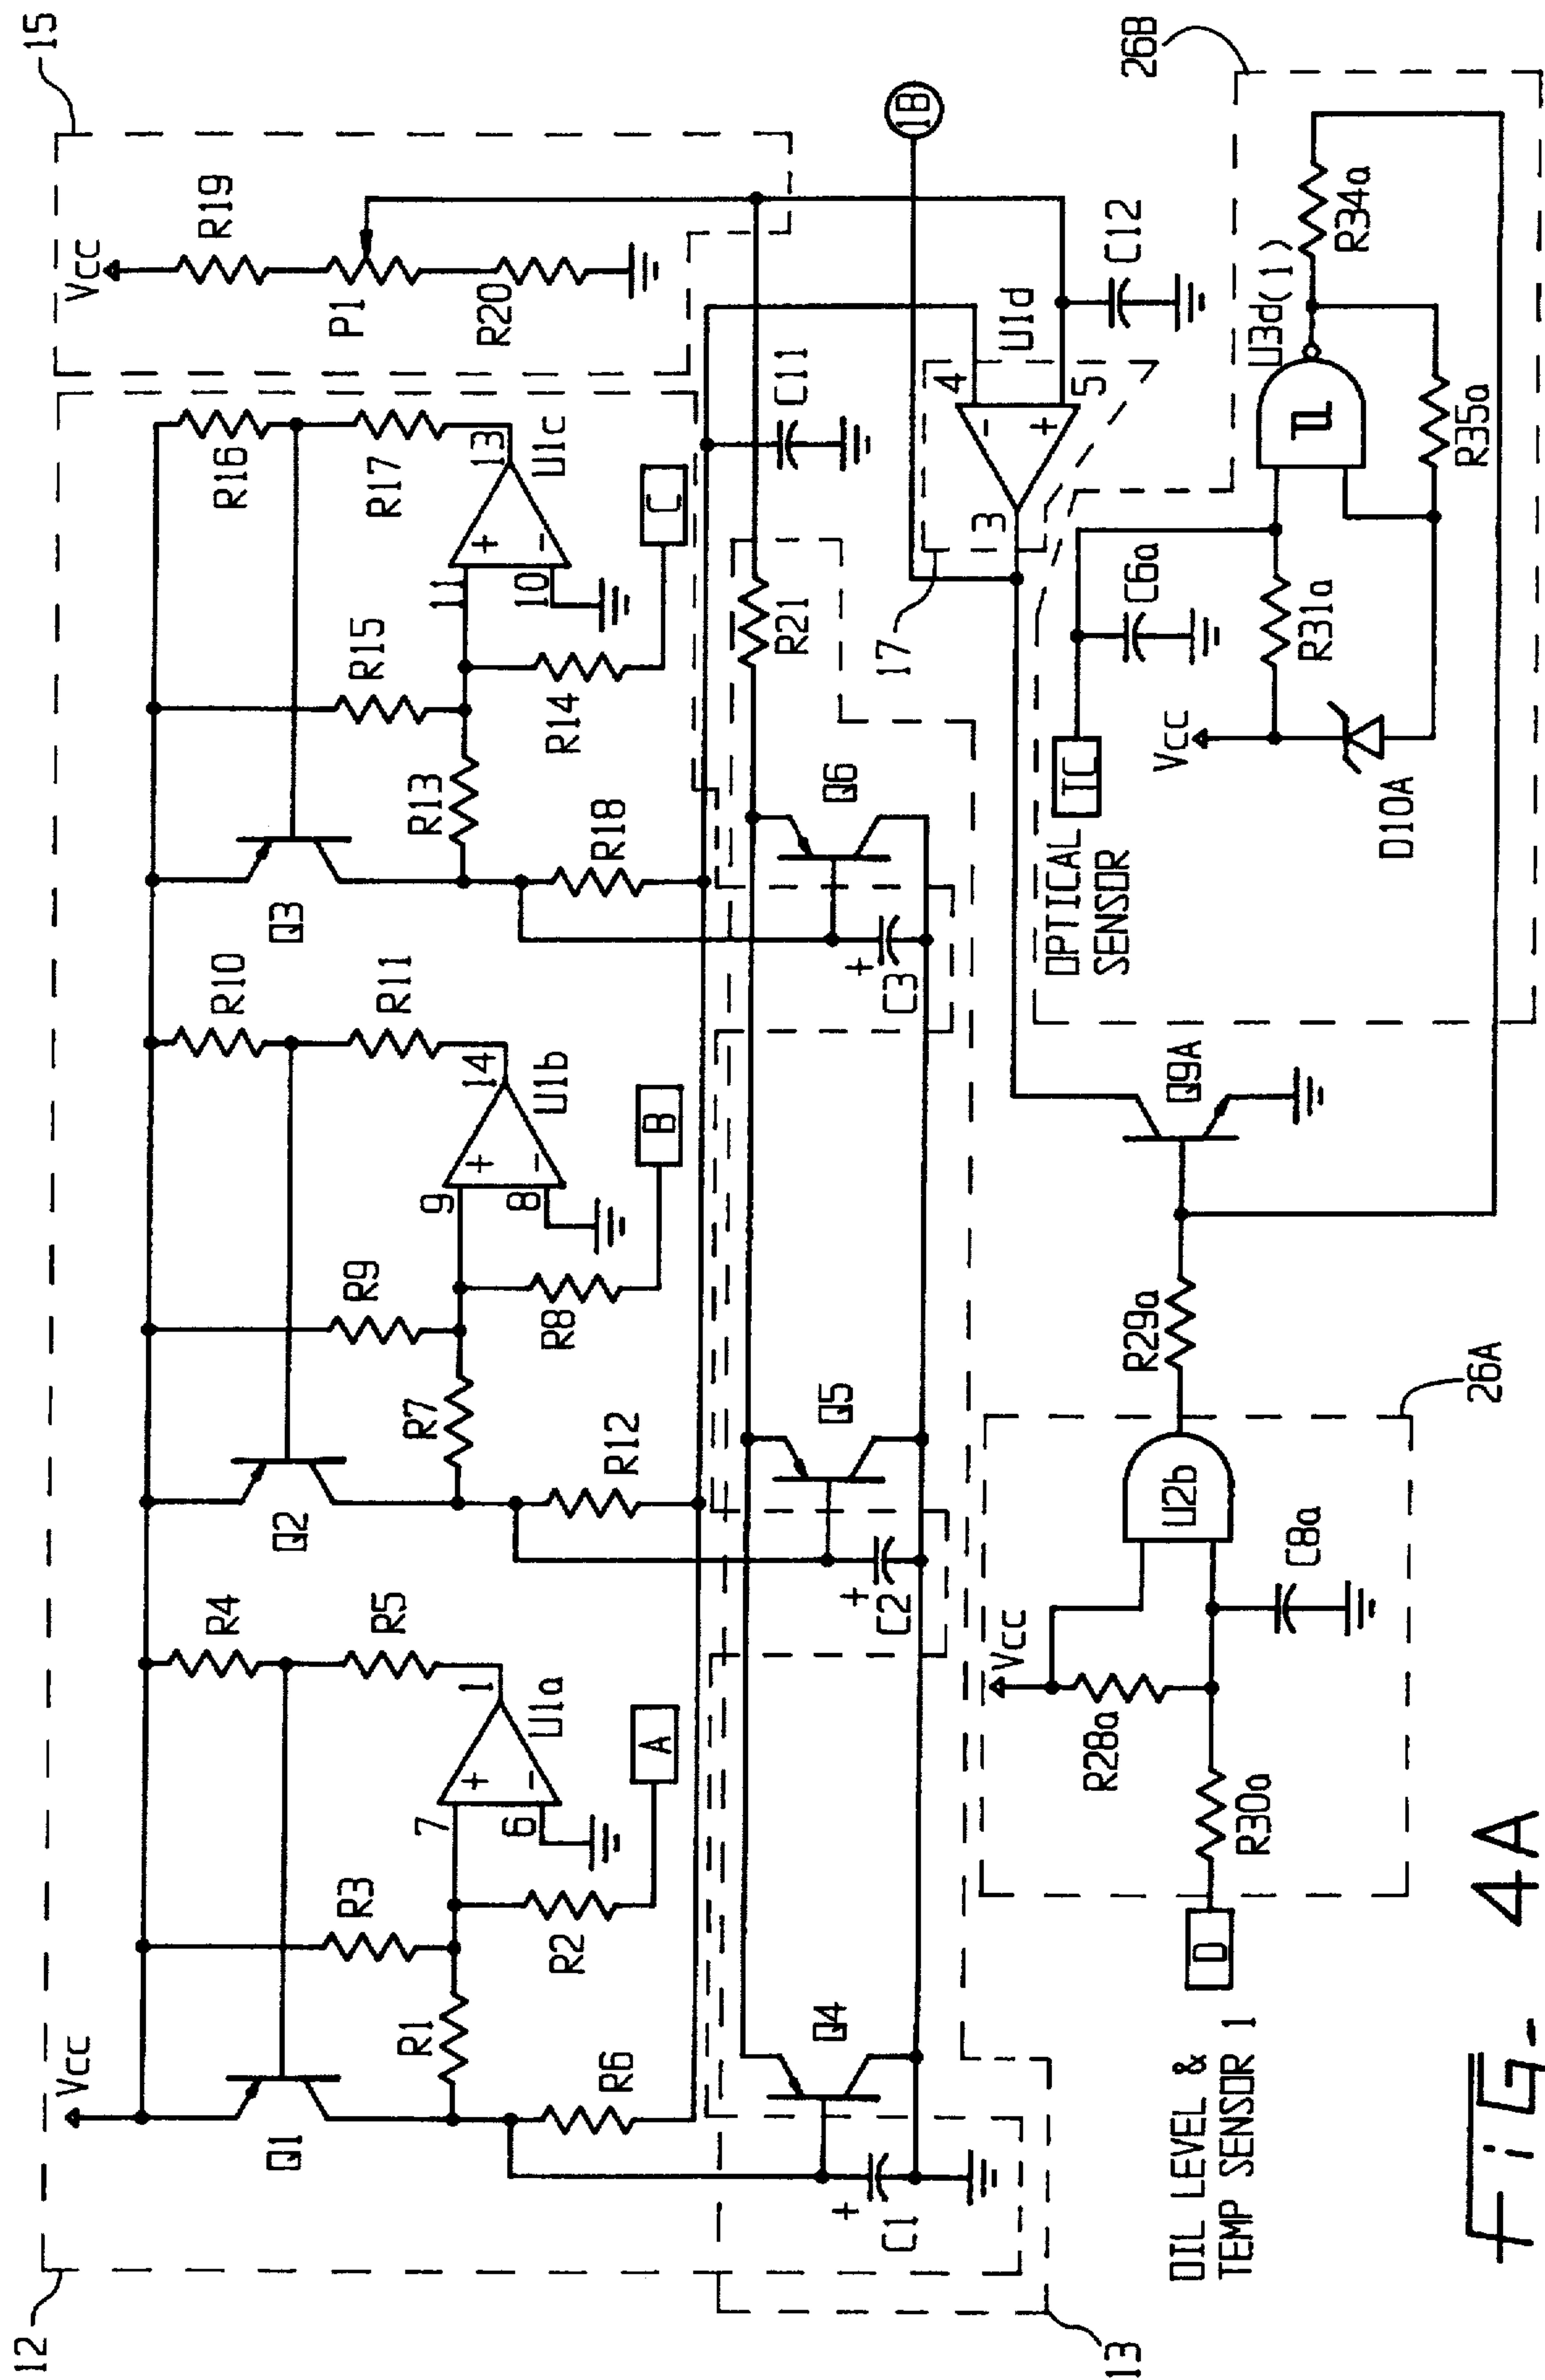 12
13
15
Vcc
Q1
R4
R5
R3
R1
R2
R6
7
6
1
+
-
U1a
A
Q2
R10
R11
R9
R7
R8
R12
9
8
14
+
-
U1b
B
Q3
R16
R17
R15
R13
R14
R18
11
10
13
+
-
U1c
C
Vcc
R19
P1
R20
+
C1
Q4
+
C2
Q5
+
C3
Q6
R21
C11
17
3
4
5
-
+
U1d
C12
1B
OIL LEVEL &
TEMP SENSOR 1
D
R30a
R28a
Vcc
U2b
C8a
26A
R29a
Q9A
OPTICAL
SENSOR
TC
C6a
Vcc
R31a
D10A
U3d(1)
R34a
R35a
26B
FiG- 4A